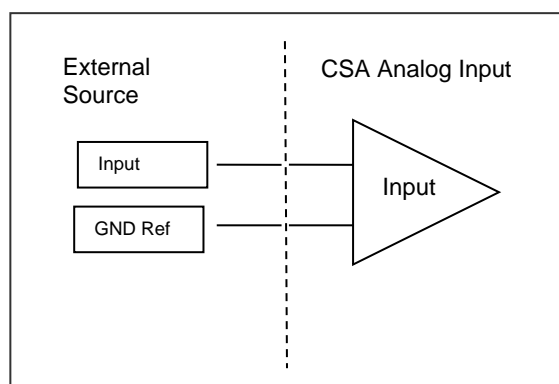 External
Source
CSA Analog Input
Input
GND Ref
Input